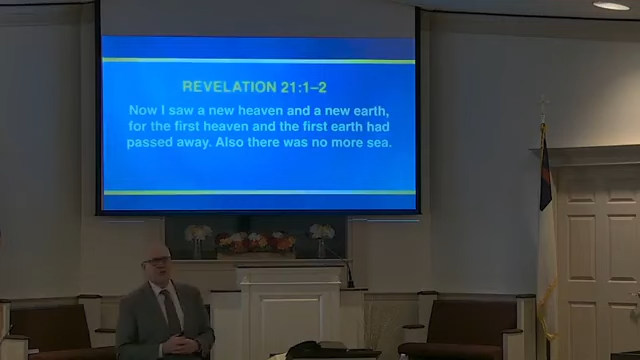 REVELATION 21:1–2
Now I saw a new heaven and a new earth,
for the first heaven and the first earth had
passed away. Also there was no more sea.